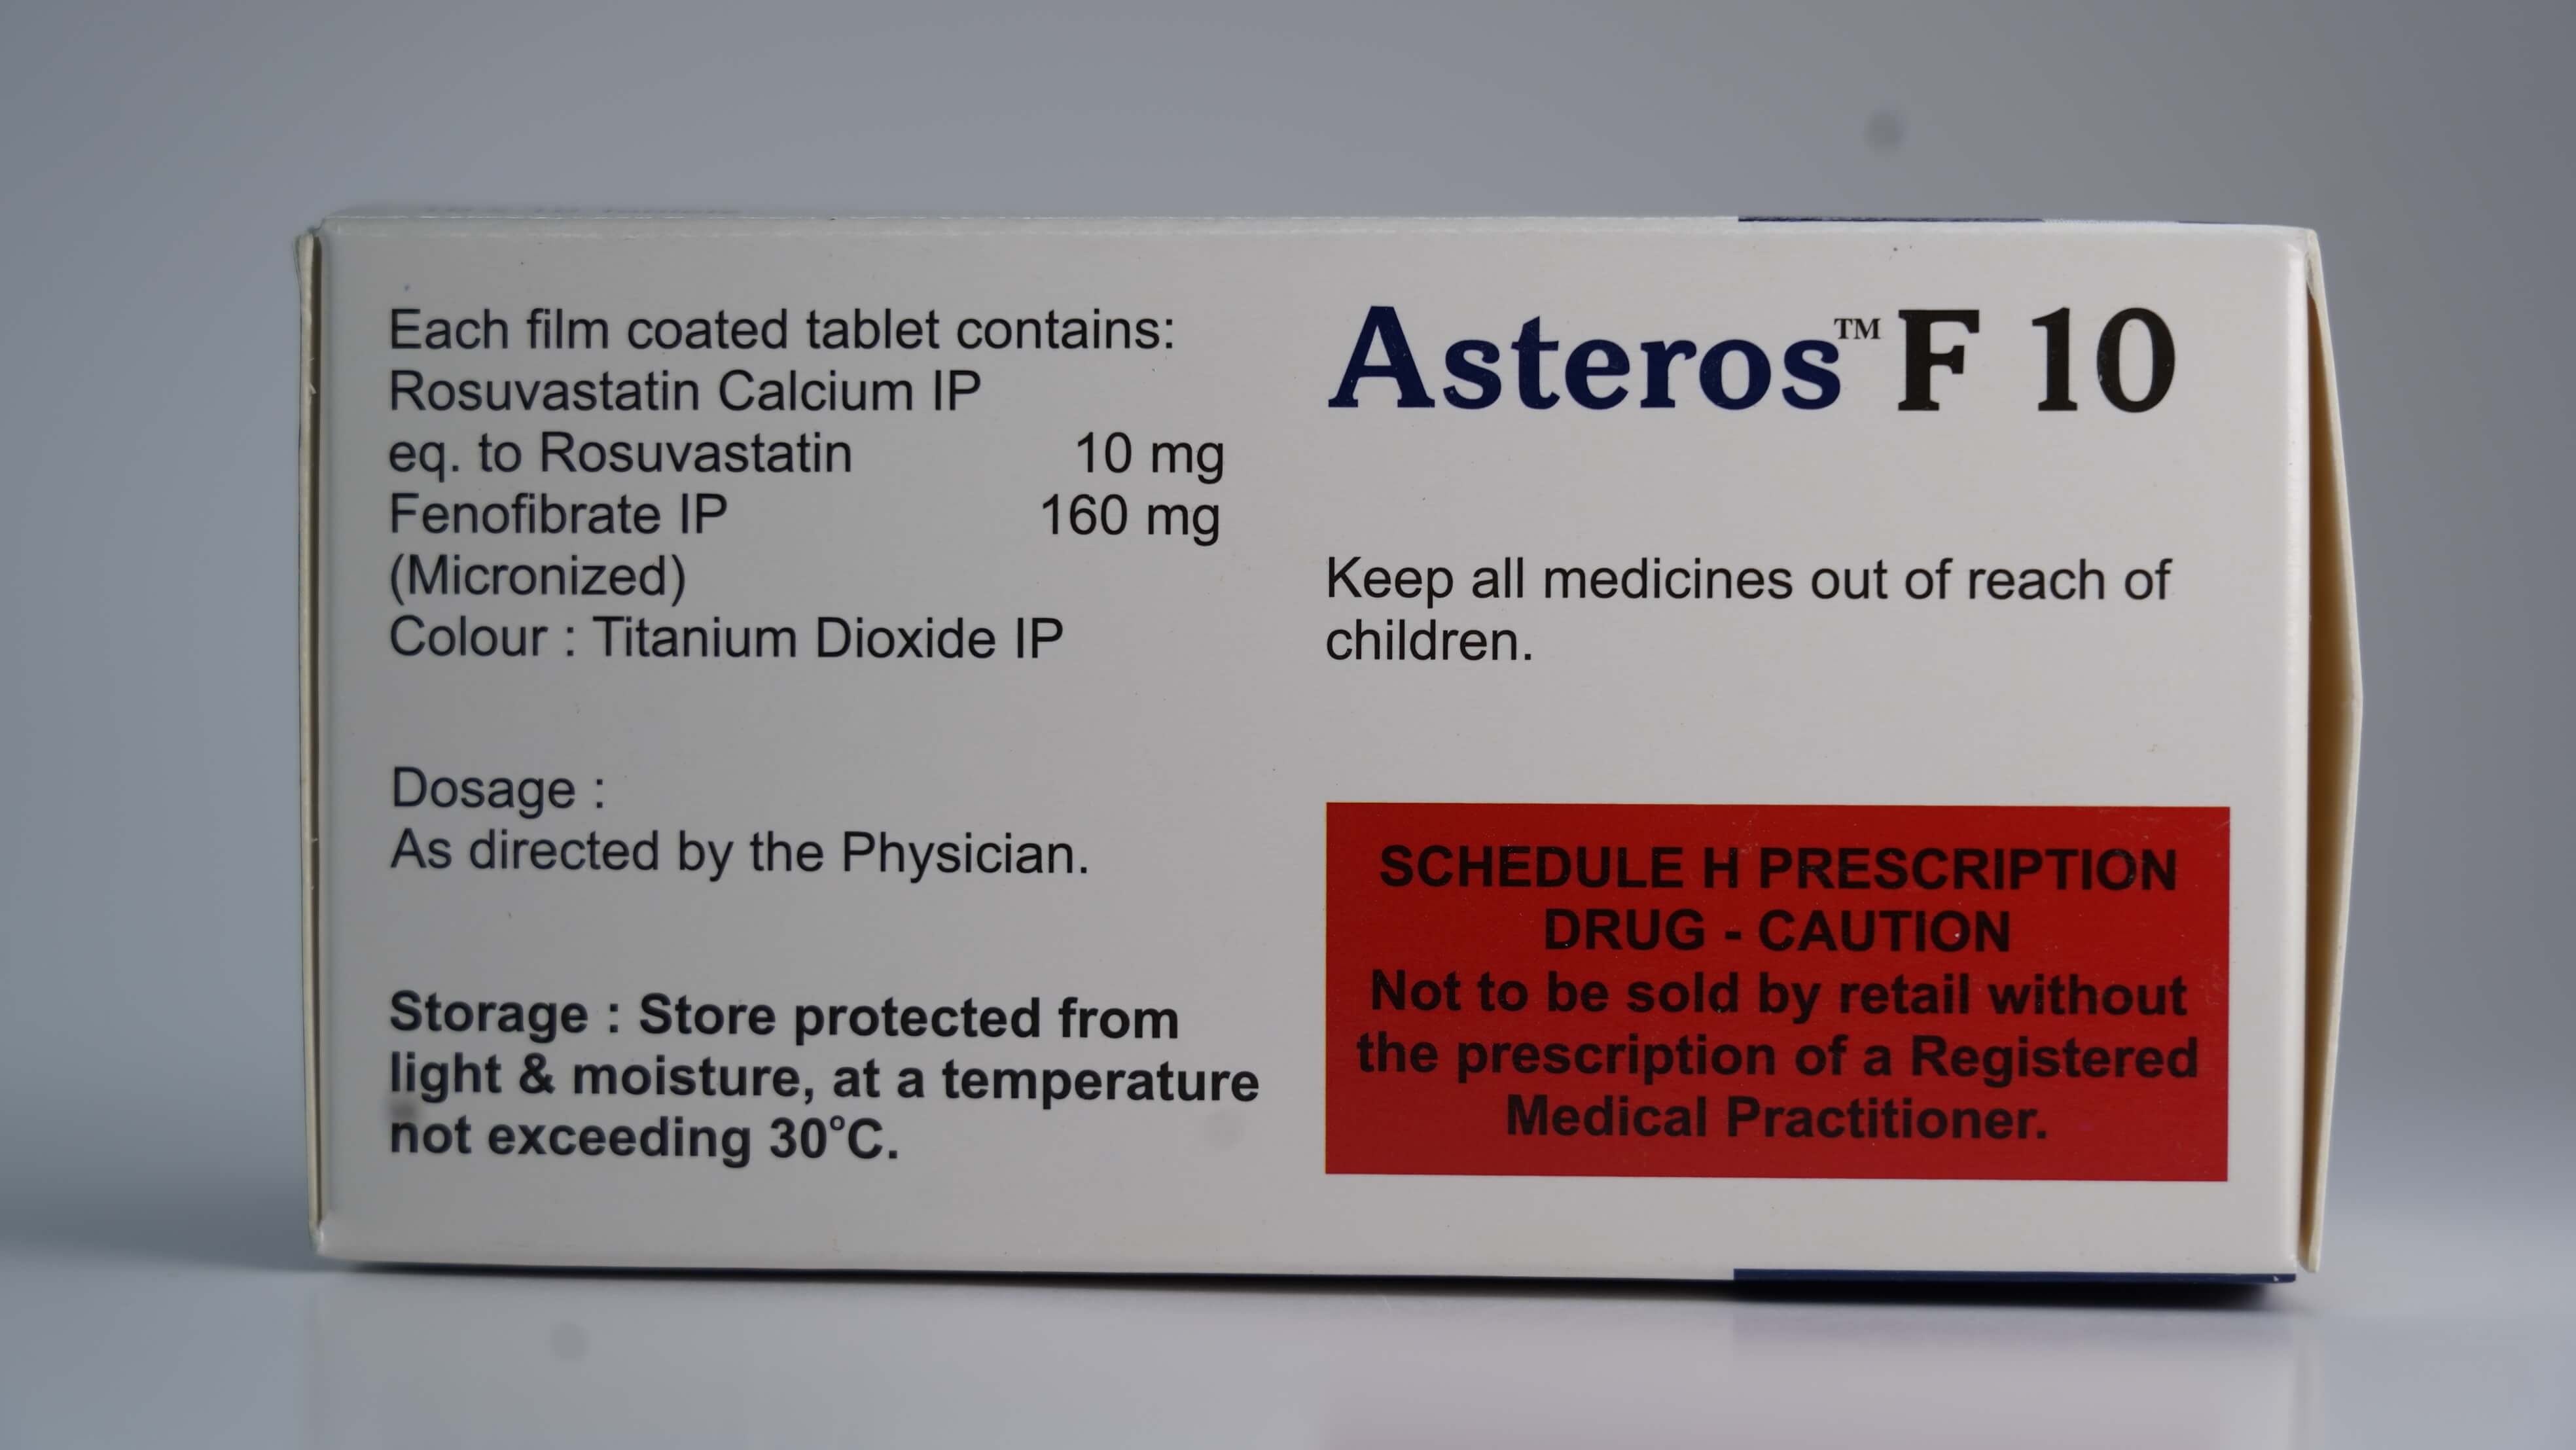 Each film coated tablet contains:
Rosuvastatin Calcium IP
eq. to Rosuvastatin 10 mg
Fenofibrate IP 160 mg
(Micronized)
Colour : Titanium Dioxide IP
Dosage :
As directed by the Physician.
Storage : Store protected from
light & moisture, at a temperature
not exceeding 30°C.
Asteros™ F 10
Keep all medicines out of reach of
children.
SCHEDULE H PRESCRIPTION
DRUG - CAUTION
Not to be sold by retail without
the prescription of a Registered
Medical Practitioner.